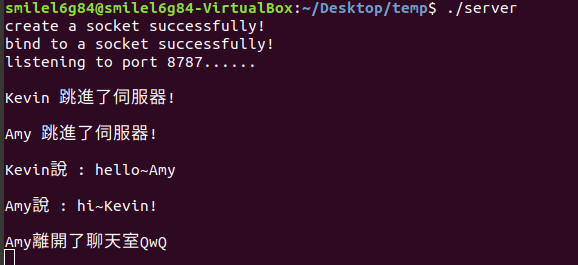 smilel6g84@smilel6g84-VirtualBox:~/Desktop/temp$ ./server
create a socket successfully!
bind to a socket successfully!
listening to port 8787......
Kevin 跳進了伺服器!
Amy 跳進了伺服器!
Kevin說 : hello~Amy
Amy說 : hi~Kevin!
Amy離開了聊天室QwQ